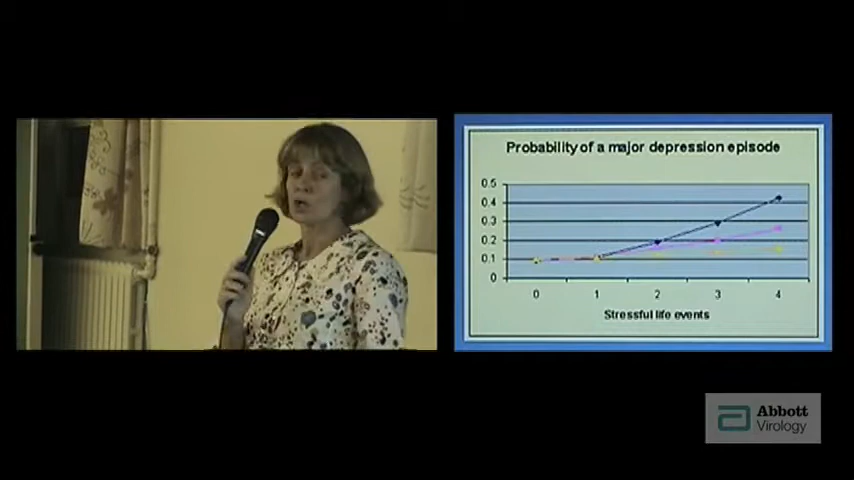 Probability of a major depression episode
0.5
0.4
0.3
0.2
0.1
0
0 1 2 3 4
Stressful life events
Abbott
Virology